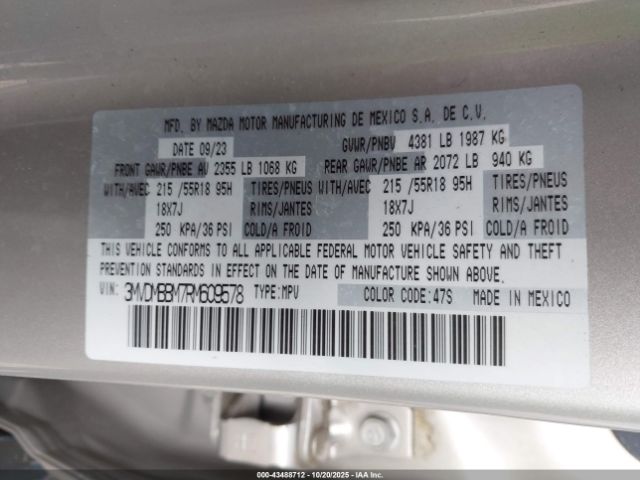 MFD. BY MAZDA MOTOR MANUFACTURING DE MEXICO S.A. DE C.V.
DATE 09/23 GVWR/PNBV 4381 LB 1987 KG
FRONT GAWR/PNBE AV 2355 LB 1068 KG REAR GAWR/PNBE AR 2072 LB 940 KG
WITH/AVEC 215 /55R18 95H TIRES/PNEUS WITH/AVEC 215 /55R18 95H TIRES/PNEUS
18X7J RIMS/JANTES 18X7J RIMS/JANTES
250 KPA/36 PSI COLD/A FROID 250 KPA/36 PSI COLD/A FROID
THIS VEHICLE CONFORMS TO ALL APPLICABLE FEDERAL MOTOR VEHICLE SAFETY AND THEFT
PREVENTION STANDARDS IN EFFECT ON THE DATE OF MANUFACTURE SHOWN ABOVE.
VIN: 3MVDMBBM7RM609578 TYPE:MPV COLOR CODE:47S MADE IN MEXICO
00-43488712 - 10/20/2025 - IAA Inc.